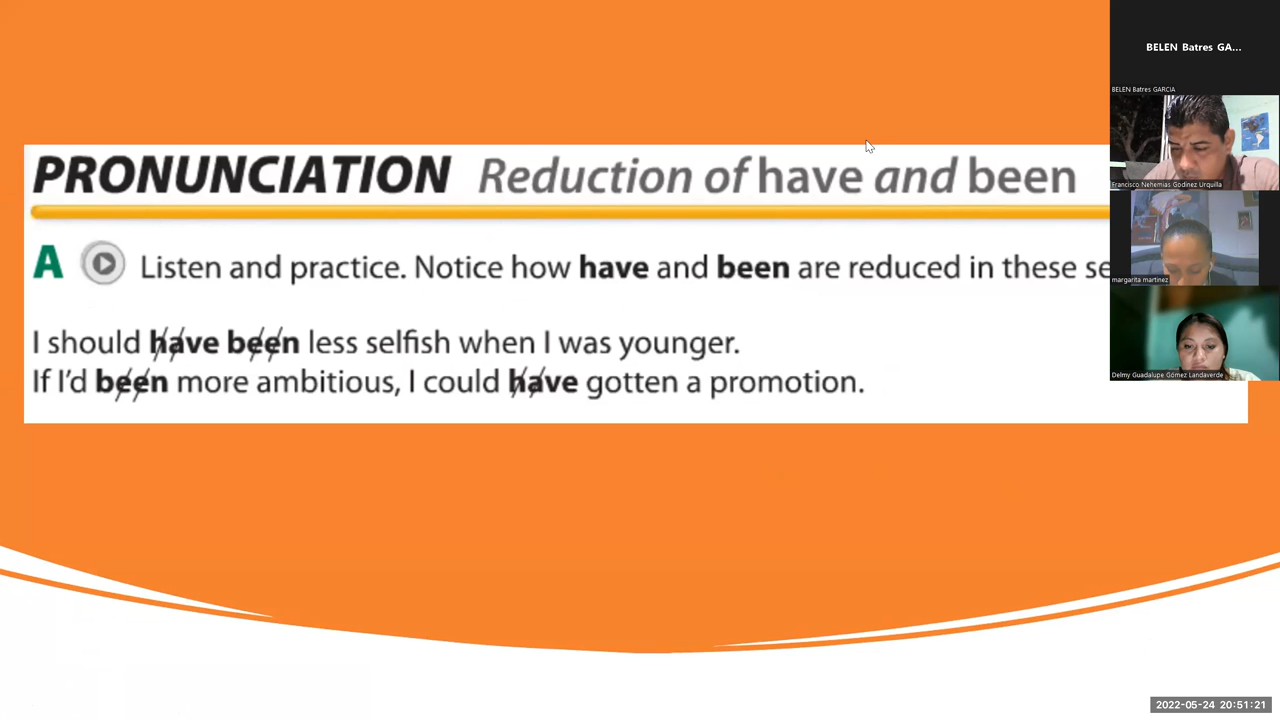 BELEN Batres GA...
BELEN Batres GARCIA
PRONUNCIATION Reduction of have and been
Francisco Nehemias Godinez Urquilla
A Listen and practice. Notice how have and been are reduced in these se
margarita martinez
I should have been less selfish when I was younger.
If I'd been more ambitious, I could have gotten a promotion.
Delmy Guadalupe Gómez Landaverde
2022-05-24 20:51:21